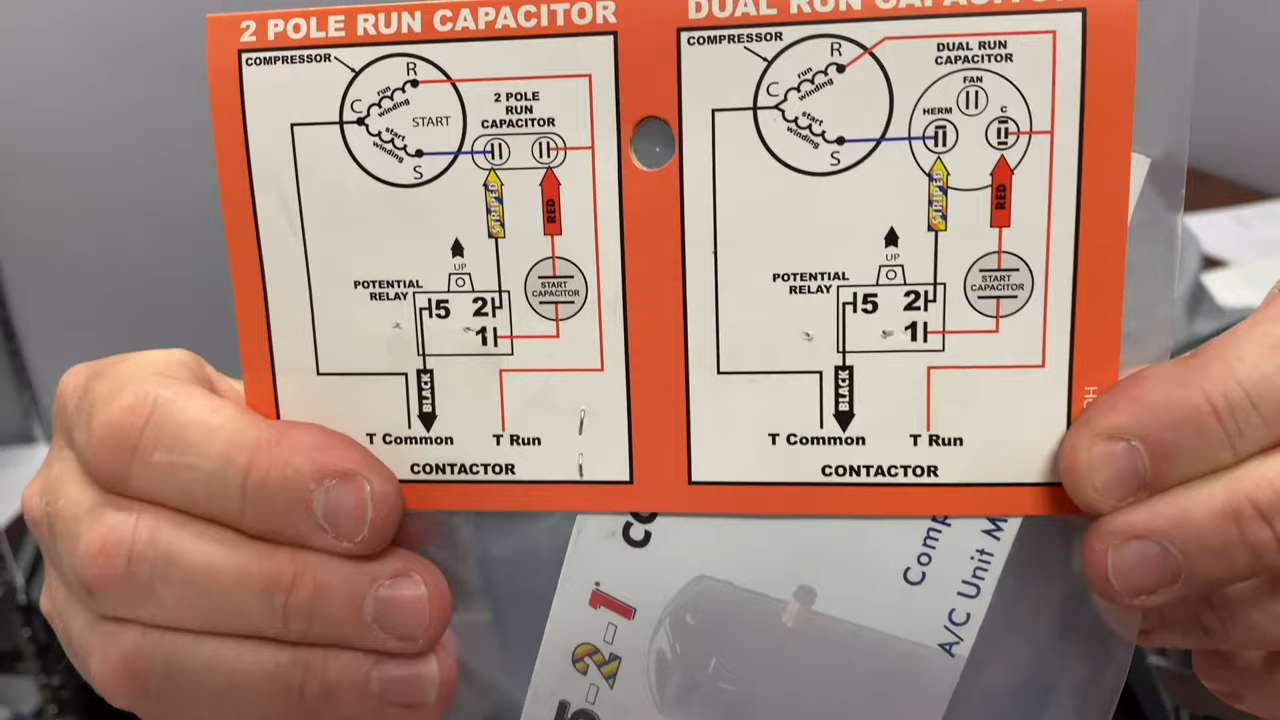 2 POLE RUN CAPACITOR
COMPRESSOR
R
C
run
winding
START
start
winding
S
2 POLE
RUN
CAPACITOR
STRIPED
RED
UP
POTENTIAL
RELAY
5
2
1
START
CAPACITOR
BLACK
T Common
T Run
CONTACTOR
DUAL RUN CAPACITOR
COMPRESSOR
R
C
run
winding
start
winding
S
DUAL RUN
CAPACITOR
FAN
HERM
C
STRIPED
RED
UP
POTENTIAL
RELAY
5
2
1
START
CAPACITOR
BLACK
T Common
T Run
CONTACTOR
5-2-1
A/C Unit